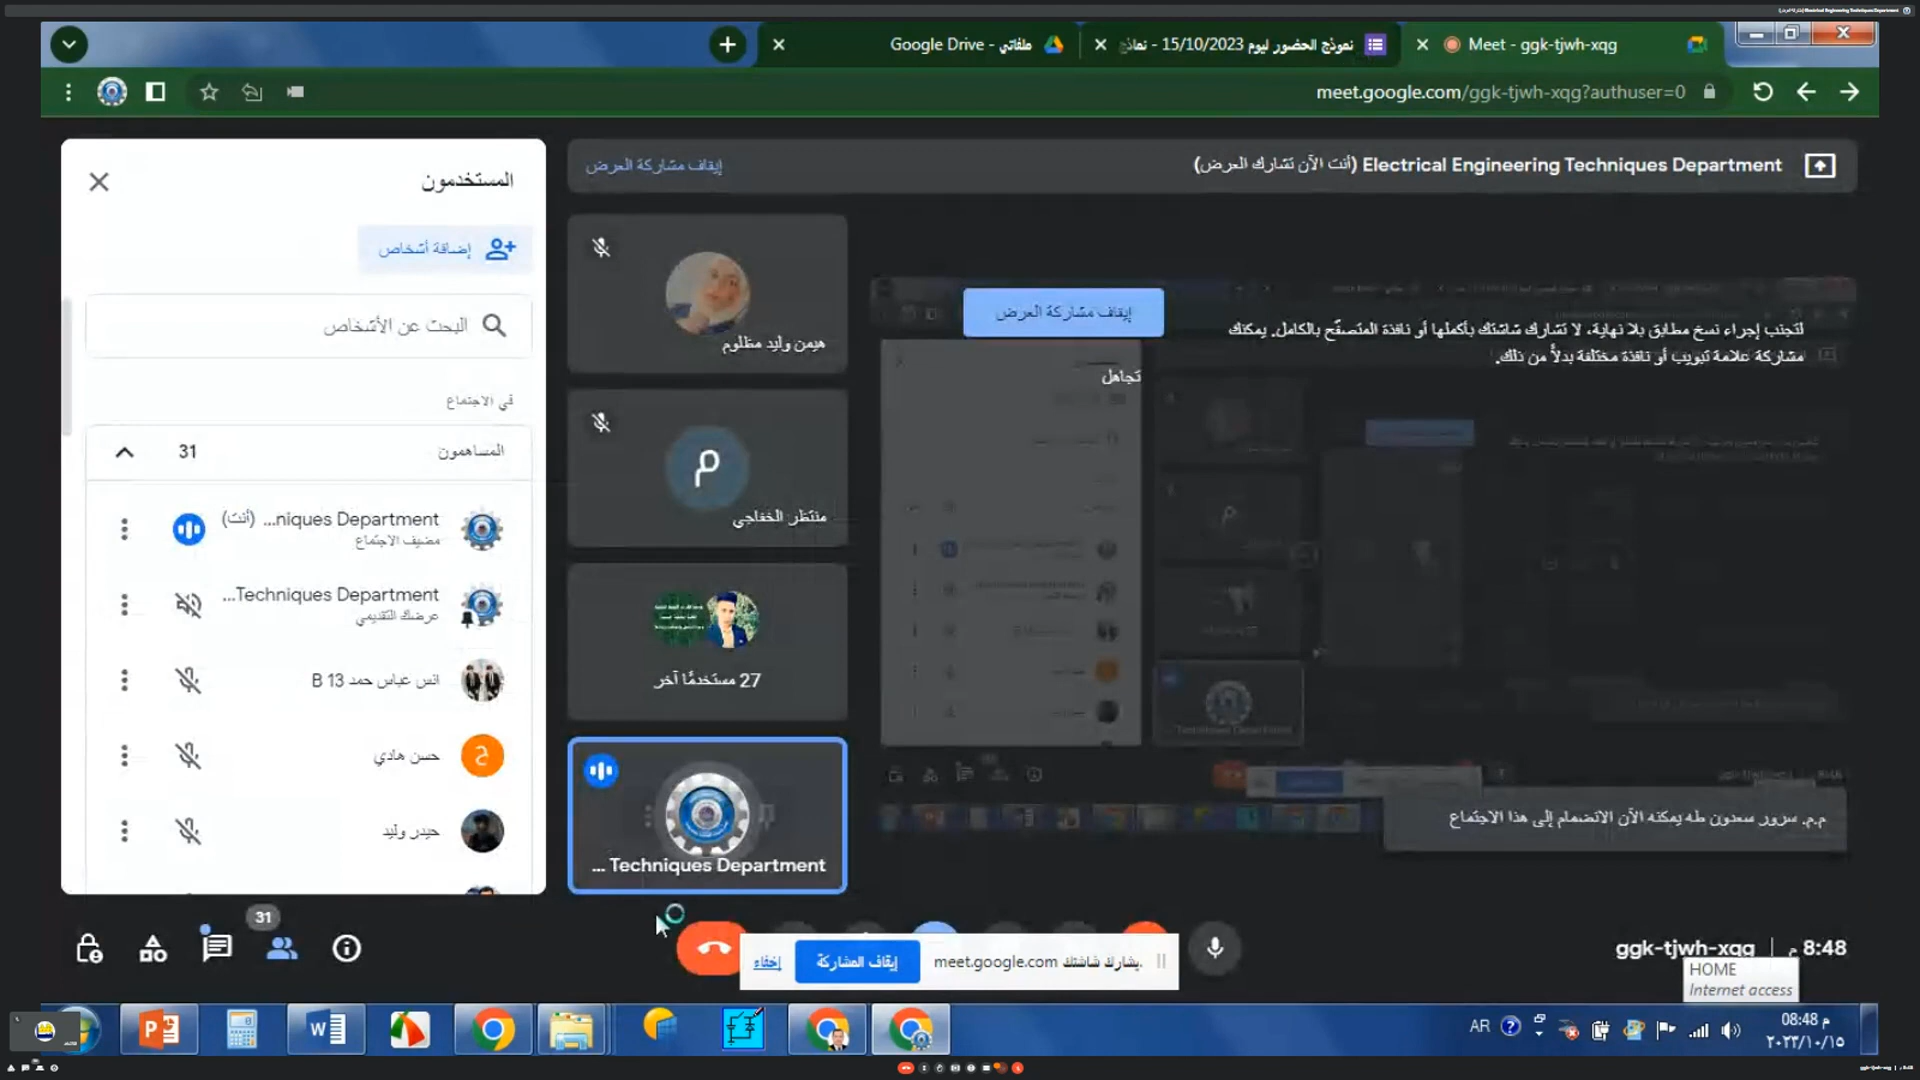 Google Drive - ملفاتي
نموذج الحضور ليوم 15/10/2023 - نماذج
Meet - ggk-tjwh-xqg
meet.google.com/ggk-tjwh-xqg?authuser=0
Electrical Engineering Techniques Department (أنت الآن تشارك العرض)
إيقاف مشاركة العرض
المستخدمون
إضافة أشخاص
البحث عن الأشخاص
في الاجتماع
المساهمون
31
...niques Department (أنت)
مضيف الاجتماع
...Techniques Department
عرضك التقديمي
انس عباس حمد B 13
حسن هادي
ح
حيدر وليد
هيمن وليد مظلوم
م
منتظر الخفاجي
27 مستخدمًا آخر
... Techniques Department
لتجنب إجراء نسخ مطابق بلا نهاية، لا تشارك شاشتك بأكملها أو نافذة المتصفّح بالكامل. يمكنك
مشاركة علامة تبويب أو نافذة مختلفة بدلاً من ذلك.
إيقاف مشاركة العرض
تجاهل
م.م. سرور سعدون طه يمكنه الآن الانضمام إلى هذا الاجتماع
31
يشارك شاشتك meet.google.com.
إيقاف المشاركة
إخفاء
8:48 م | ggk-tjwh-xqg
HOME
Internet access
AR
08:48 م
٢٠٢٣/١٠/١٥